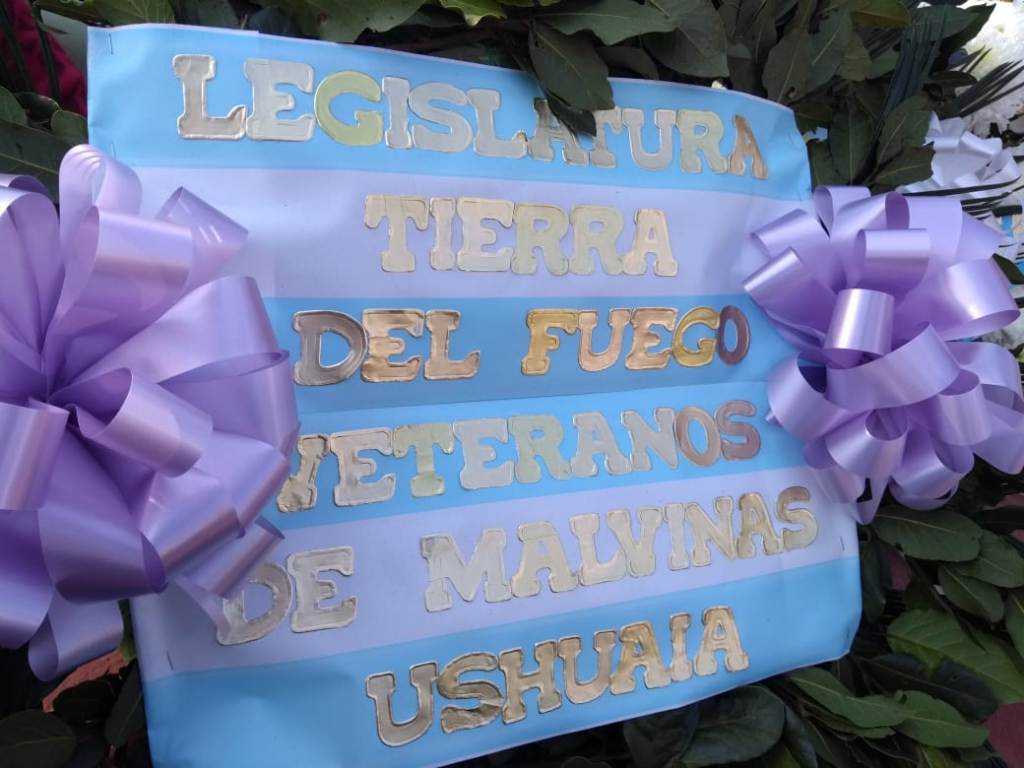 LEGISLATURA
TIERRA
DEL FUEGO
VETERANOS
DE MALVINAS
USHUAIA